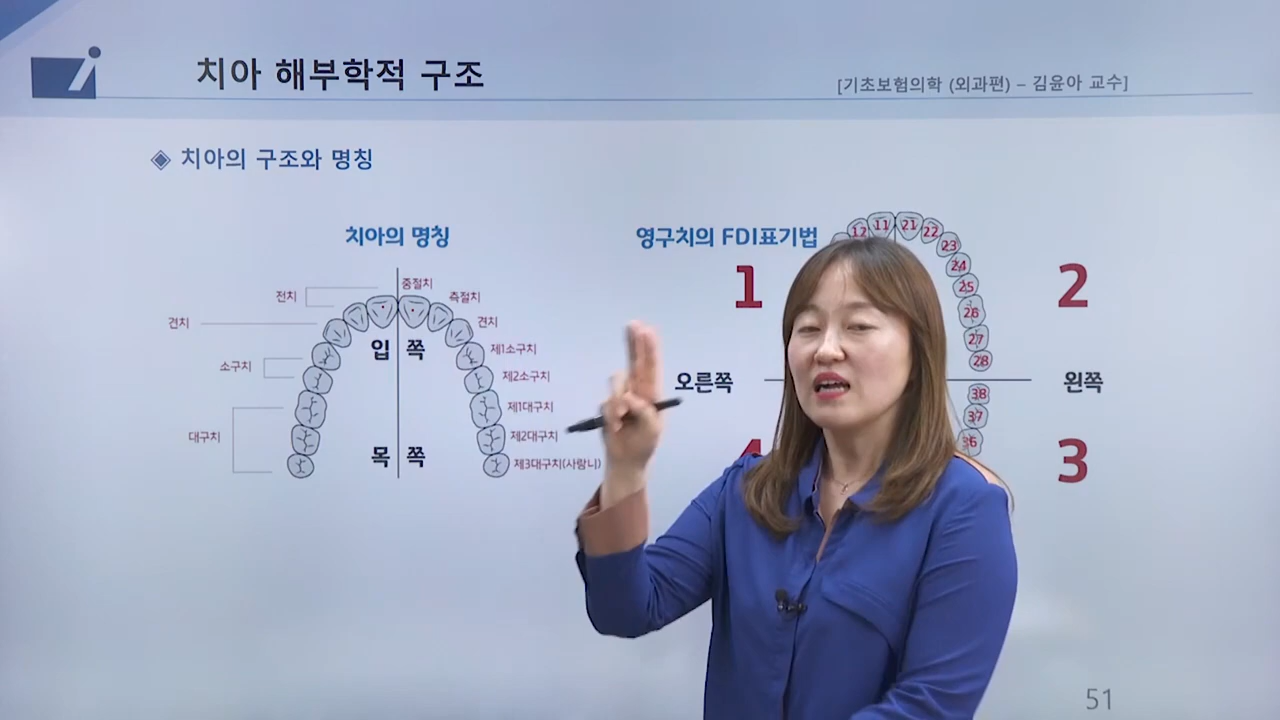 치아 해부학적 구조
[기초보험의학 (외과편) – 김윤아 교수]
◈ 치아의 구조와 명칭
치아의 명칭
중절치
전치
측절치
견치
견치
제1소구치
소구치
제2소구치
제1대구치
대구치
제2대구치
제3대구치(사랑니)
입 쪽
목 쪽
영구치의 FDI표기법
12 11 21 22
23
24
25
26
27
28
38
37
36
1
2
오른쪽
왼쪽
4
3
51